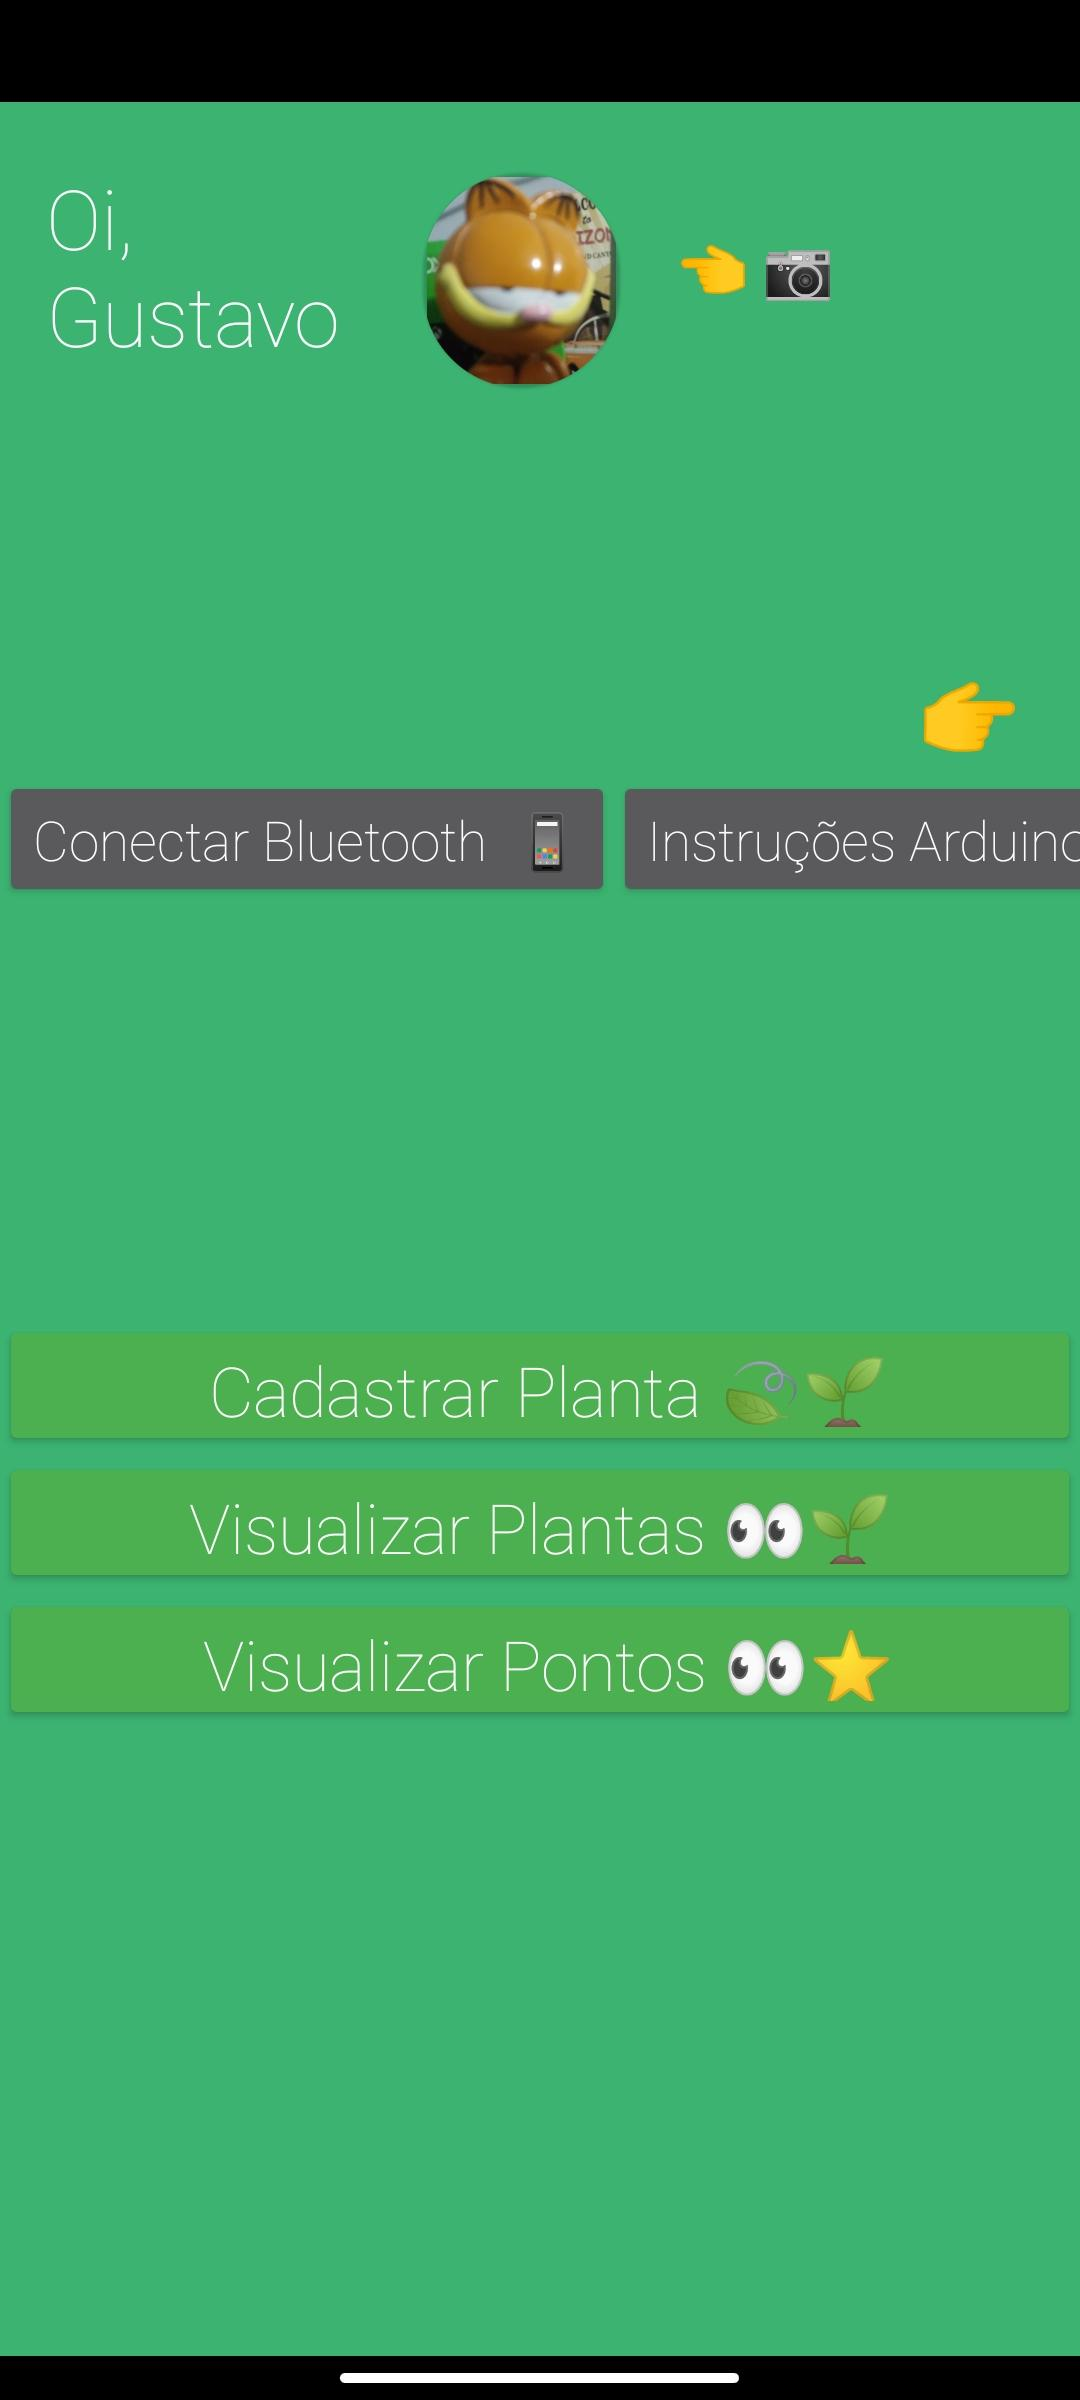 Oi,
Gustavo
Conectar Bluetooth 📱
Instruções Arduino
Cadastrar Planta 🍃🌱
Visualizar Plantas 👀🌱
Visualizar Pontos 👀⭐